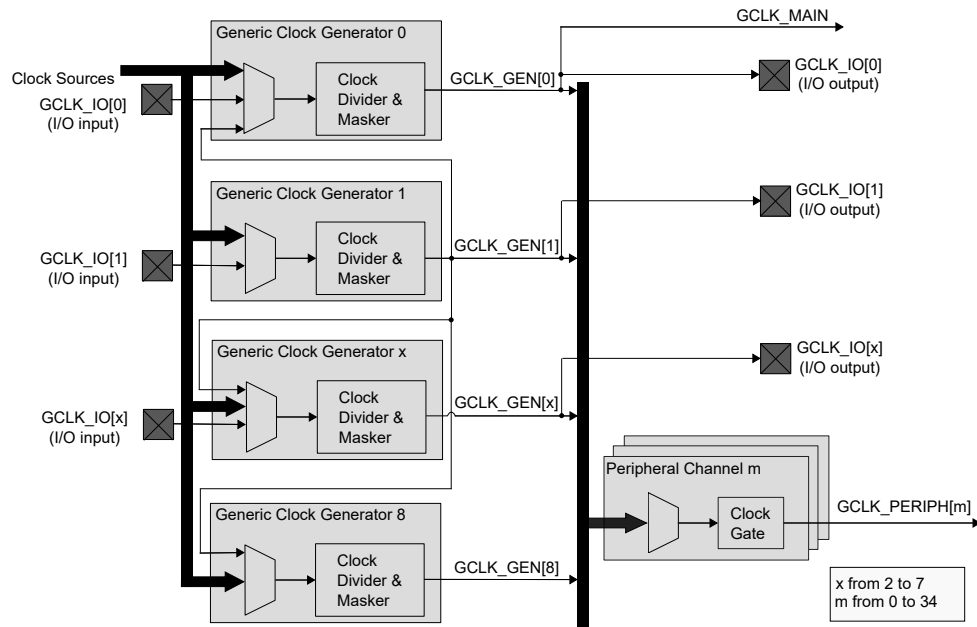 Generic Clock Generator 0
Clock Sources
GCLK_IO[0]
(I/O input)
Clock
Divider &
Masker
GCLK_GEN[0]
GCLK_MAIN
GCLK_IO[0]
(I/O output)
Generic Clock Generator 1
GCLK_IO[1]
(I/O input)
Clock
Divider &
Masker
GCLK_GEN[1]
GCLK_IO[1]
(I/O output)
Generic Clock Generator x
GCLK_IO[x]
(I/O input)
Clock
Divider &
Masker
GCLK_GEN[x]
GCLK_IO[x]
(I/O output)
Generic Clock Generator 8
Clock
Divider &
Masker
GCLK_GEN[8]
Peripheral Channel m
Clock
Gate
GCLK_PERIPH[m]
x from 2 to 7
m from 0 to 34